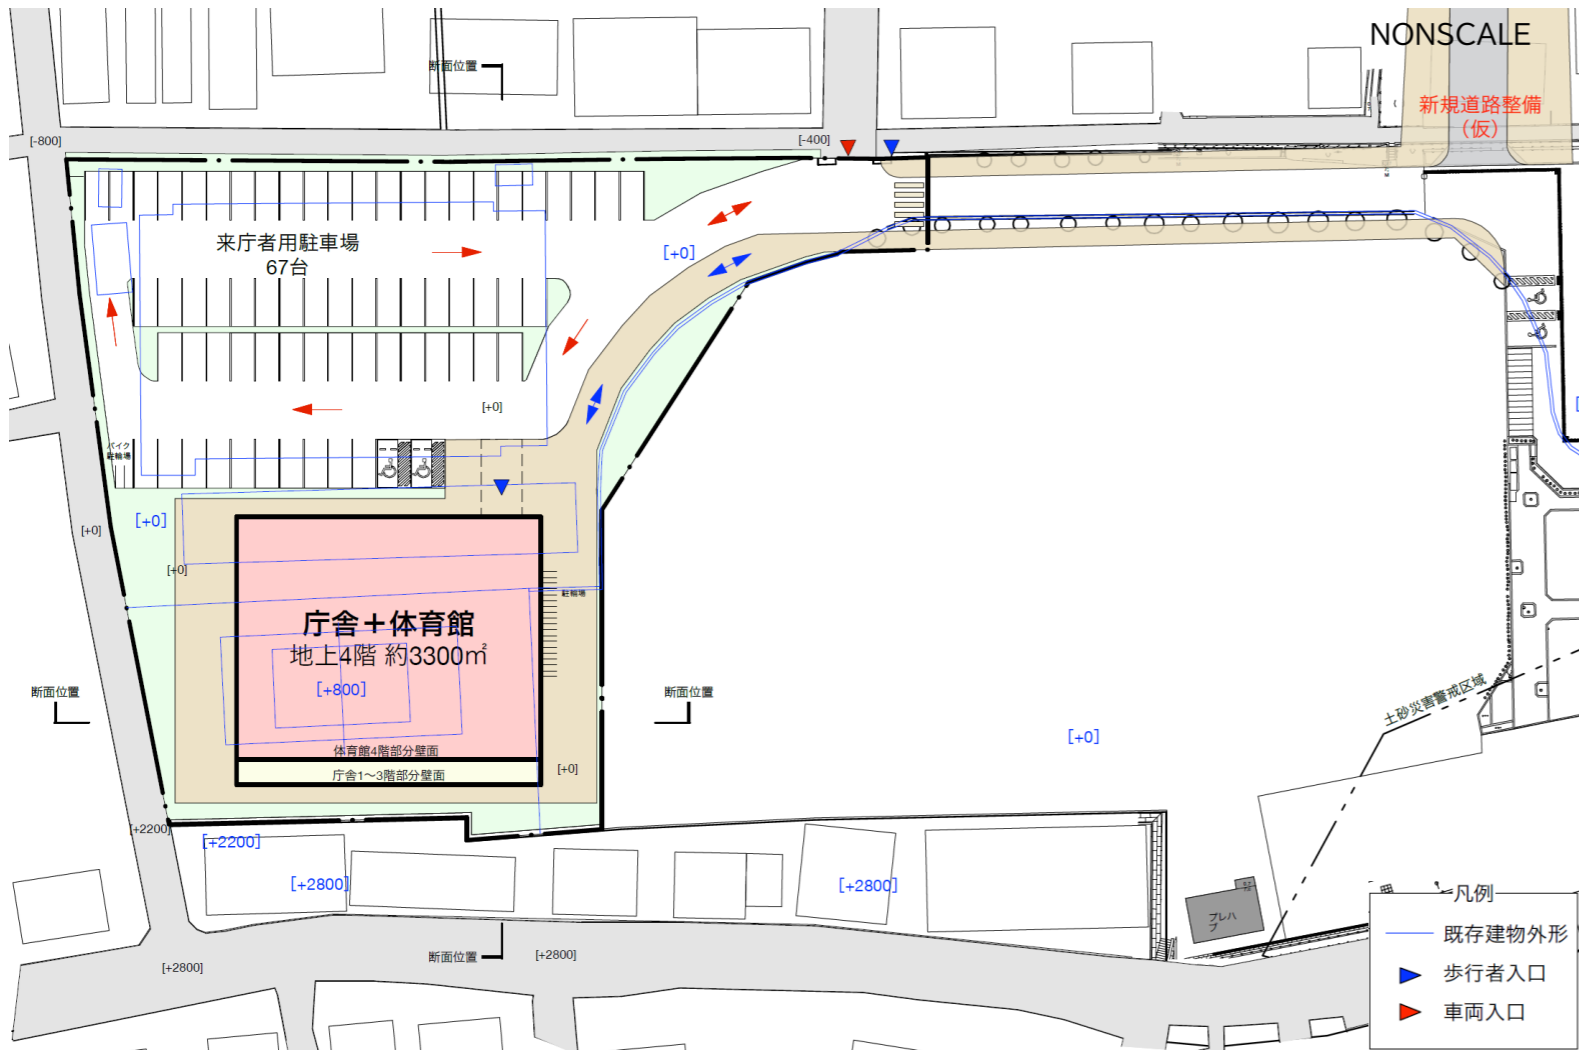 NONSCALE
断面位置
新規道路整備
（仮）
[-800]
[-400]
来庁者用駐車場
67台
[+0]
[+0]
バイク
駐輪場
[+0]
[+0]
[+0]
駐輪場
庁舎＋体育館
地上4階 約3300㎡
[+800]
断面位置
断面位置
土砂災害警戒区域
[+0]
体育館4階部分壁面
庁舎1〜3階部分壁面
[+0]
[+2200]
[+2200]
[+2800]
[+2800]
プレハ
ブ
凡例
既存建物外形
歩行者入口
車両入口
断面位置
[+2800]
[+2800]